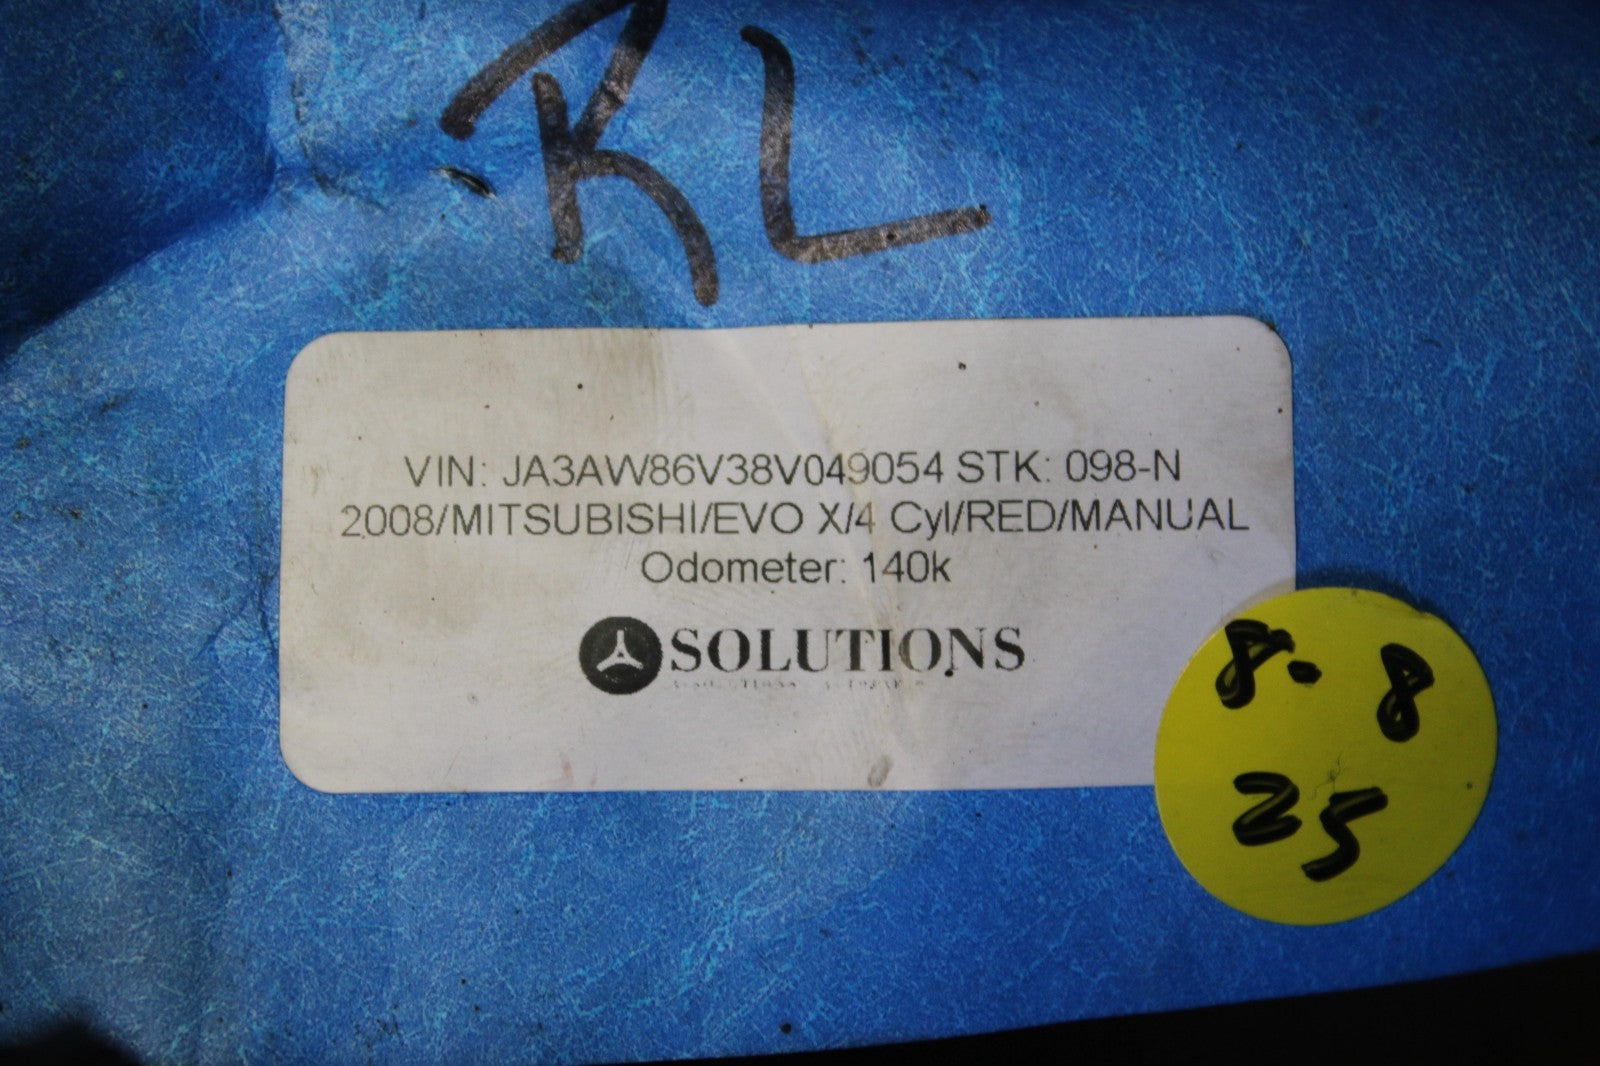 RL
VIN: JA3AW86V38V049054 STK: 098-N
2008/MITSUBISHI/EVO X/4 Cyl/RED/MANUAL
Odometer: 140k
SOLUTIONS
8-8
25